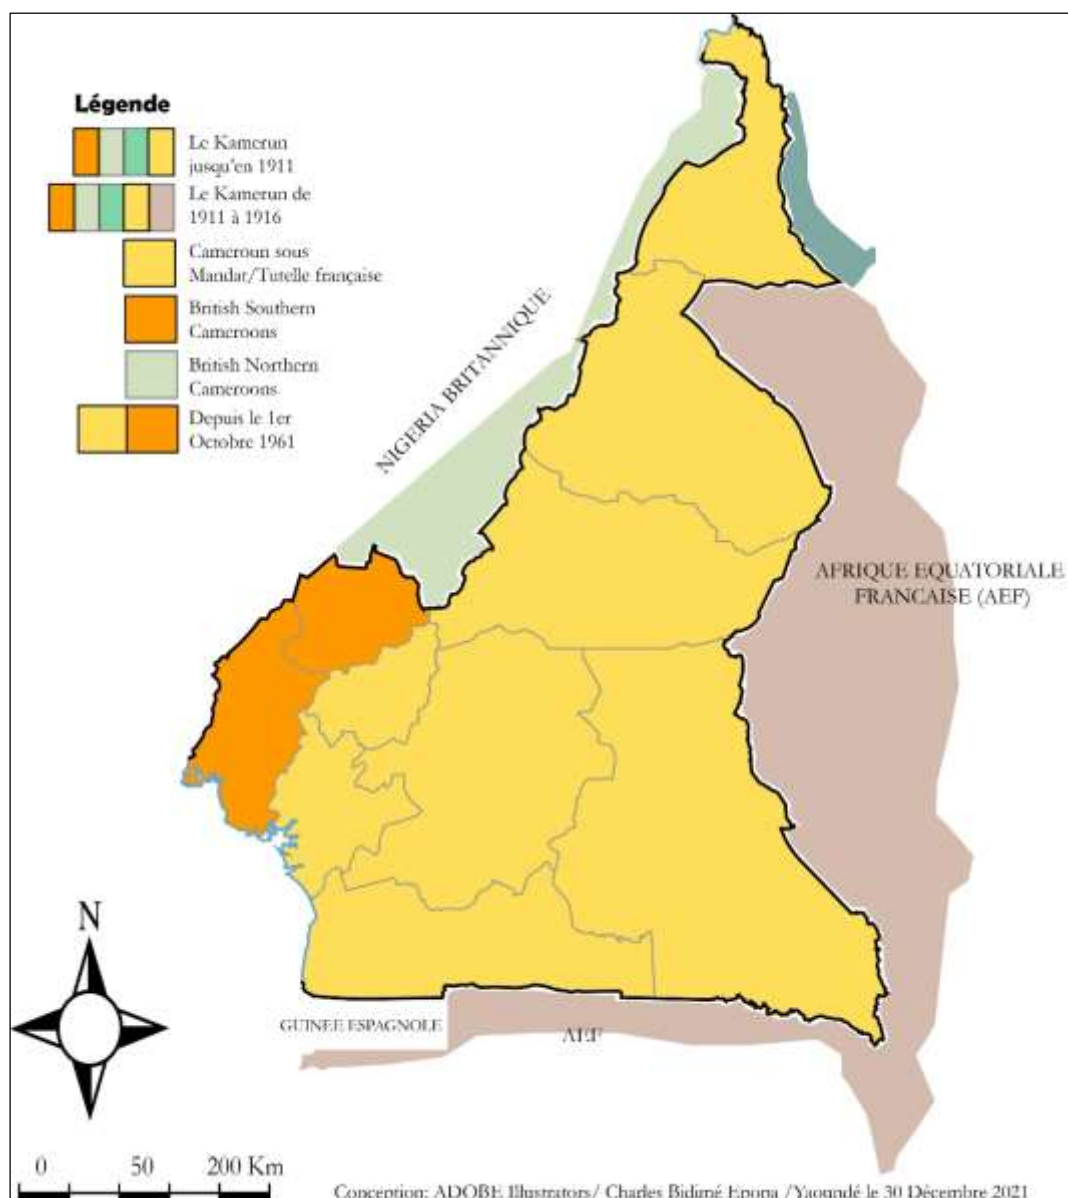 Légende
Le Kamerun
jusqu'en 1911
Le Kamerun de
1911 à 1916
Cameroun sous
Mandat/Tutelle française
British Southern
Cameroons
British Northern
Cameroons
Depuis le 1er
Octobre 1961
NIGERIA BRITANNIQUE
AFRIQUE EQUATORIALE
FRANCAISE (AEF)
N
GUINEE ESPAGNOLE
AEF
0 50 200 Km
Conception: ADOBE Illustrators/ Charles Bidimé Epopa /Yaoundé le 30 Décembre 2021